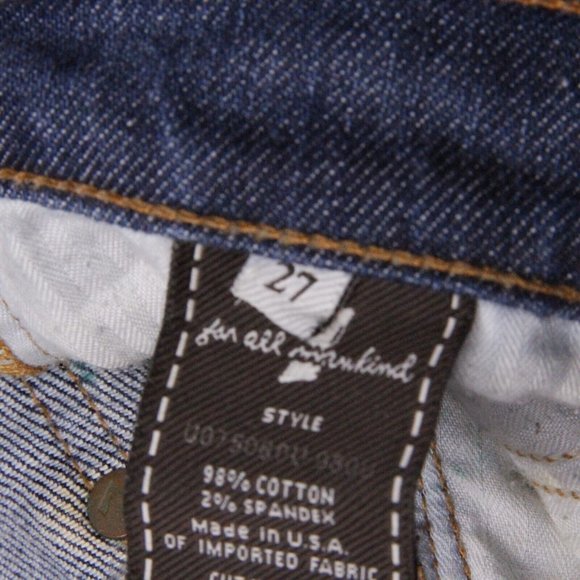 27
for all mankind
STYLE
98% COTTON
2% SPANDEX
Made in U.S.A.
OF IMPORTED FABRIC